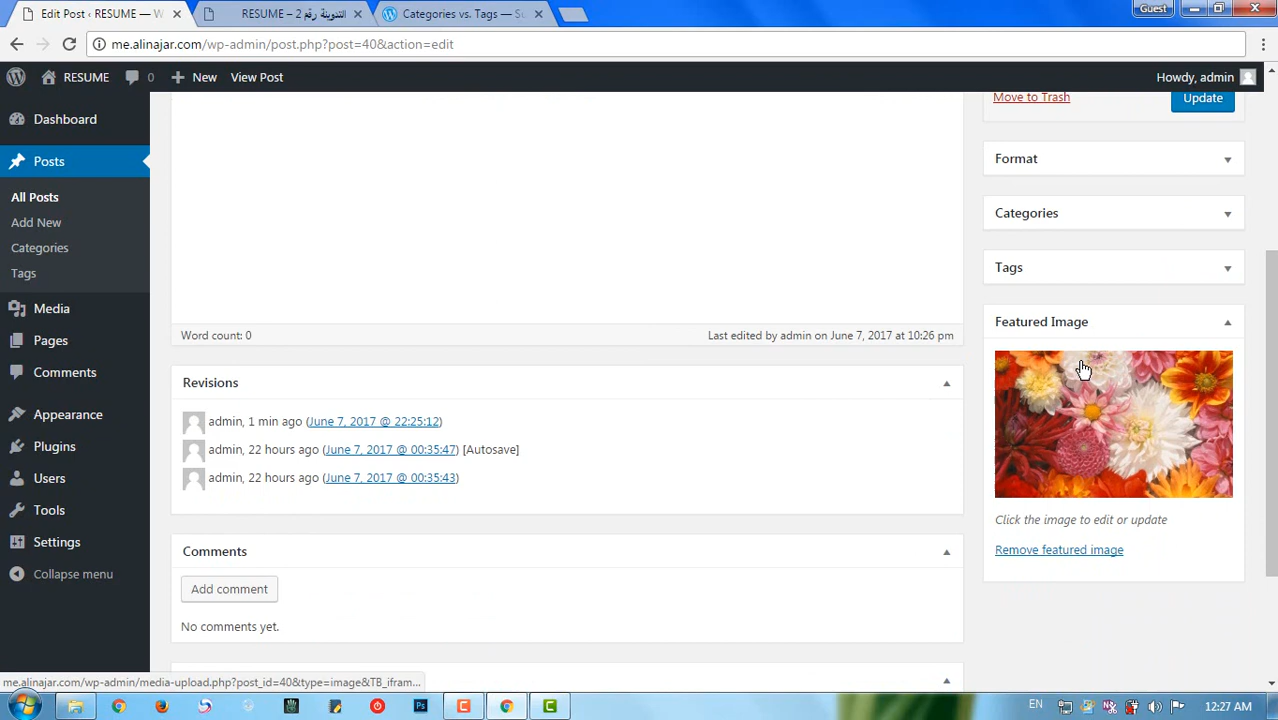 Edit Post ‹ RESUME — W
RESUME – التدوينة رقم 2
Categories vs. Tags — Su
Guest
me.alinajar.com/wp-admin/post.php?post=40&action=edit
RESUME
0
New
View Post
Howdy, admin
Dashboard
Posts
All Posts
Add New
Categories
Tags
Media
Pages
Comments
Appearance
Plugins
Users
Tools
Settings
Collapse menu
Word count: 0
Last edited by admin on June 7, 2017 at 10:26 pm
Revisions
admin, 1 min ago (June 7, 2017 @ 22:25:12)
admin, 22 hours ago (June 7, 2017 @ 00:35:47) [Autosave]
admin, 22 hours ago (June 7, 2017 @ 00:35:43)
Comments
Add comment
No comments yet.
Move to Trash
Update
Format
Categories
Tags
Featured Image
Click the image to edit or update
Remove featured image
me.alinajar.com/wp-admin/media-upload.php?post_id=40&type=image&TB_ifram...
EN
12:27 AM